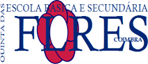 ESCOLA BÁSICA E SECUNDÁRIA
QUINTA DAS
FLORES
COIMBRA